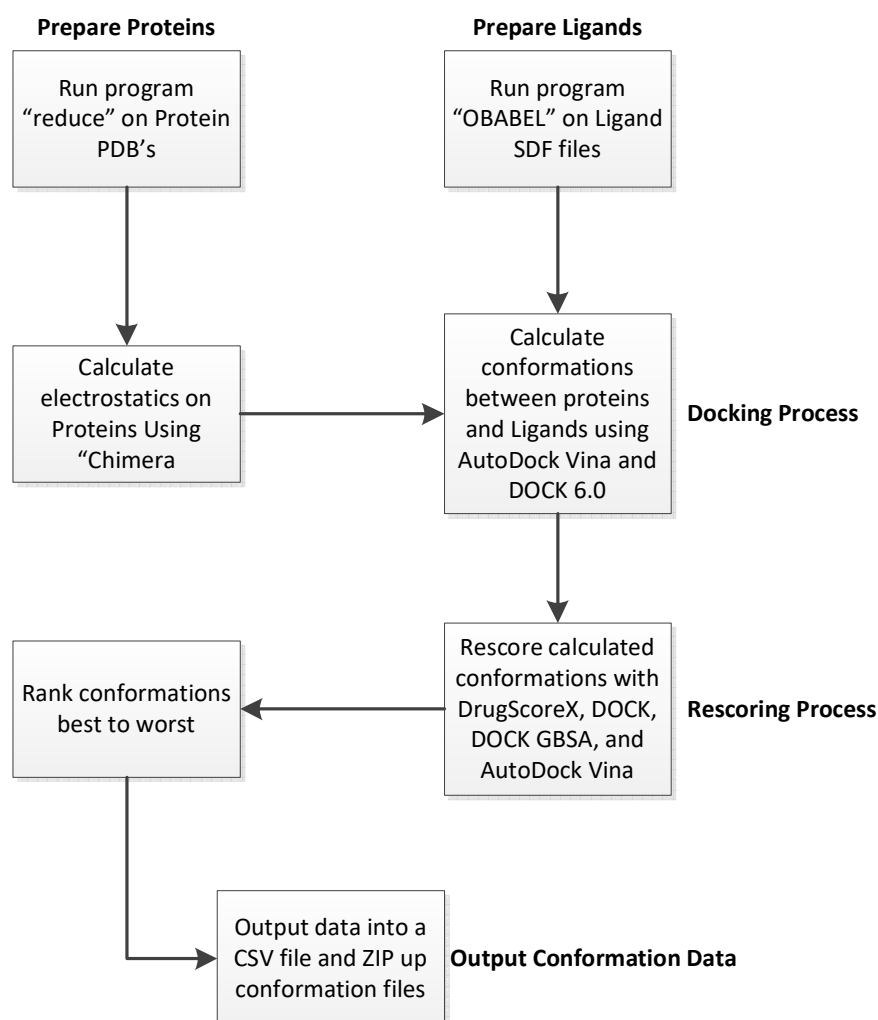 Prepare Proteins
Prepare Ligands
Run program
“reduce” on Protein
PDB’s
Run program
“OBABEL” on Ligand
SDF files
Calculate
electrostatics on
Proteins Using
“Chimera
Calculate
conformations
between proteins
and Ligands using
AutoDock Vina and
DOCK 6.0
Docking Process
Rank conformations
best to worst
Rescore calculated
conformations with
DrugScoreX, DOCK,
DOCK GBSA, and
AutoDock Vina
Rescoring Process
Output data into a
CSV file and ZIP up
conformation files
Output Conformation Data